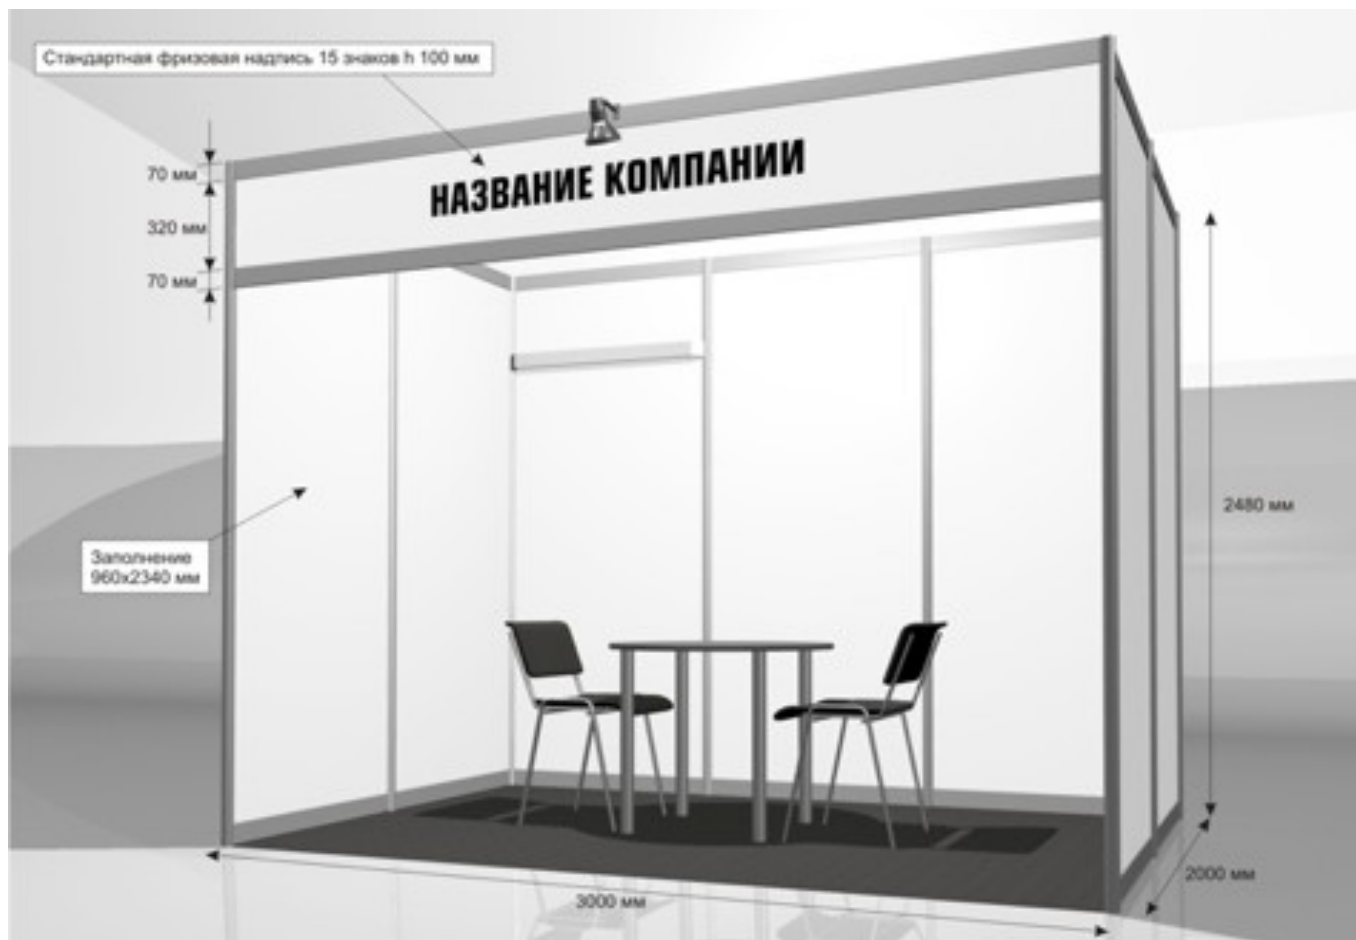 Стандартная фризовая надпись 15 знаков h 100 мм
НАЗВАНИЕ КОМПАНИИ
70 мм
320 мм
70 мм
2480 мм
Заполнение
960x2340 мм
2000 мм
3000 мм